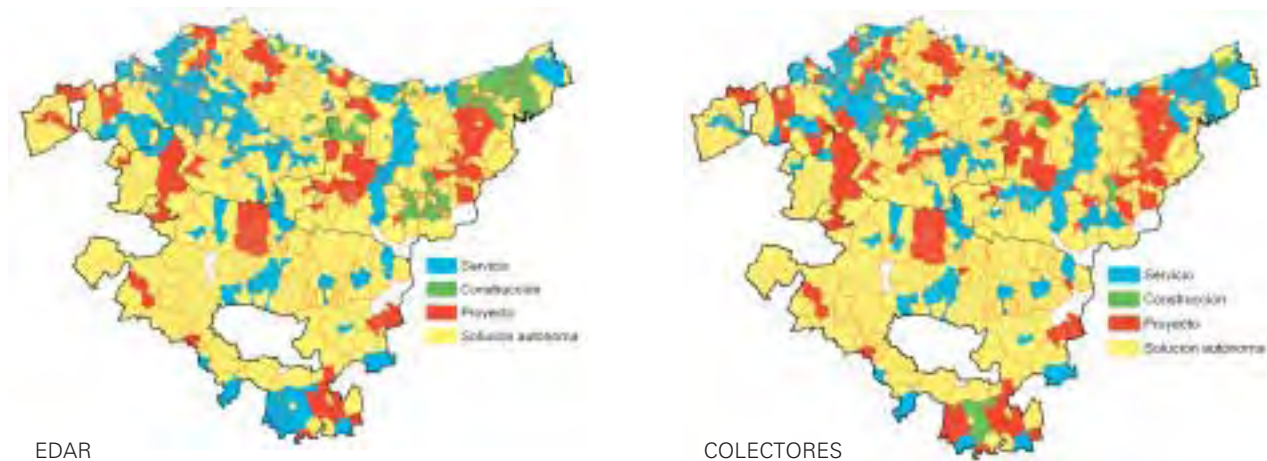 Servicio
Construcción
Proyecto
Solución autónoma
EDAR
Servicio
Construcción
Proyecto
Solución autónoma
COLECTORES